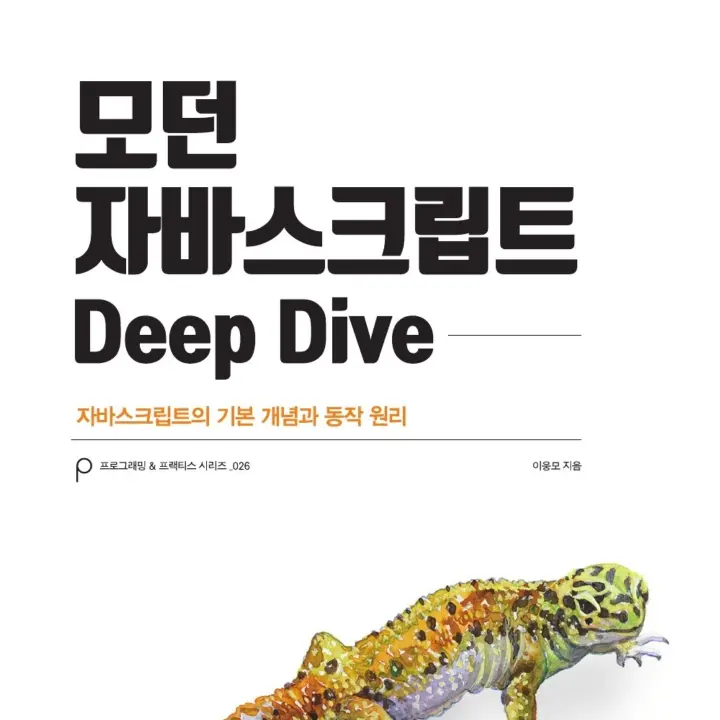 모던
자바스크립트
Deep Dive
자바스크립트의 기본 개념과 동작 원리
프로그래밍 & 프랙티스 시리즈 _026
이웅모 지음